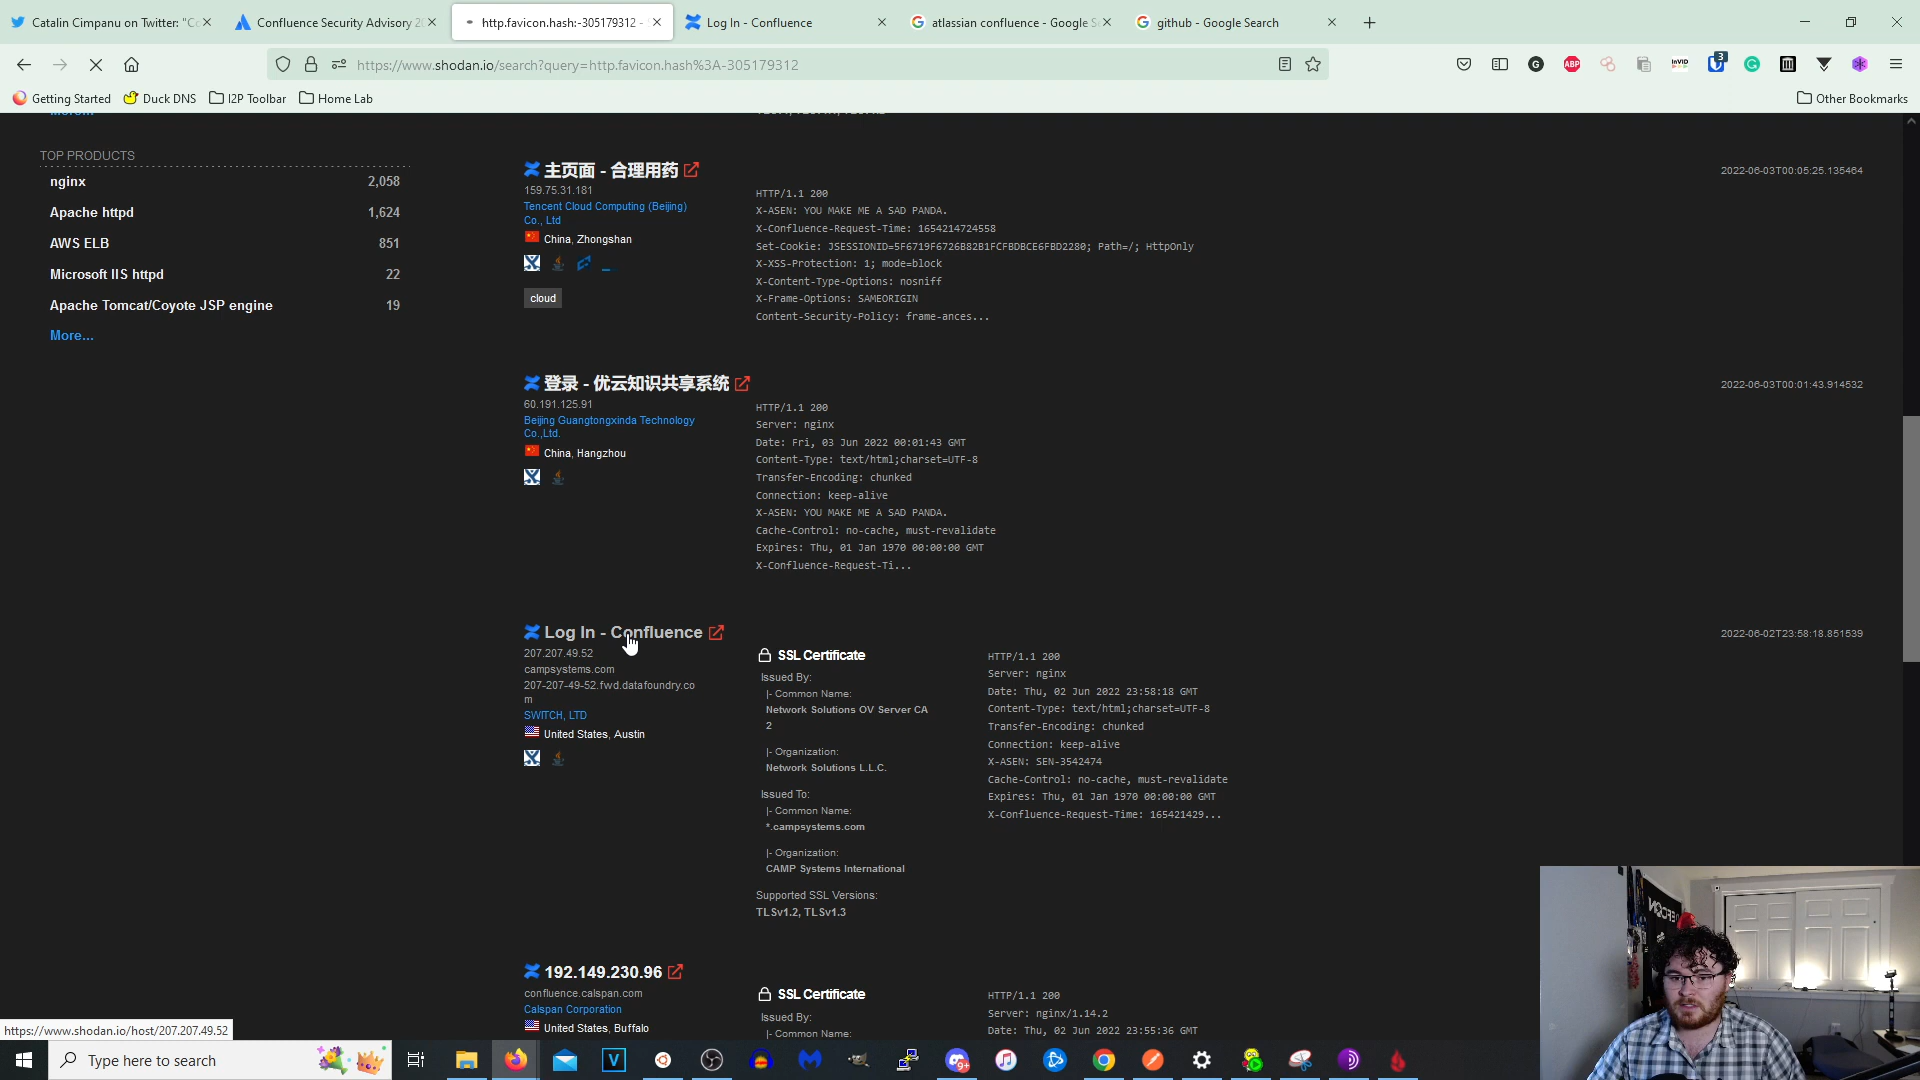 Catalin Cimpanu on Twitter: "Co
Confluence Security Advisory 20
http.favicon.hash:-305179312 -
Log In - Confluence
atlassian confluence - Google S
github - Google Search
https://www.shodan.io/search?query=http.favicon.hash%3A-305179312
Getting Started
Duck DNS
I2P Toolbar
Home Lab
Other Bookmarks
More...
TOP PRODUCTS
nginx 2,058
Apache httpd 1,624
AWS ELB 851
Microsoft IIS httpd 22
Apache Tomcat/Coyote JSP engine 19
More...
主页面 - 合理用药
2022-06-03T00:05:25.135464
159.75.31.181
Tencent Cloud Computing (Beijing)
Co., Ltd
China, Zhongshan
cloud
HTTP/1.1 200
X-ASEN: YOU MAKE ME A SAD PANDA.
X-Confluence-Request-Time: 1654214724558
Set-Cookie: JSESSIONID=5F6719F6726B82B1FCFBDBCE6FBD2280; Path=/; HttpOnly
X-XSS-Protection: 1; mode=block
X-Content-Type-Options: nosniff
X-Frame-Options: SAMEORIGIN
Content-Security-Policy: frame-ances...
登录 - 优云知识共享系统
2022-06-03T00:01:43.914532
60.191.125.91
Beijing Guangtongxinda Technology
Co.,Ltd.
China, Hangzhou
HTTP/1.1 200
Server: nginx
Date: Fri, 03 Jun 2022 00:01:43 GMT
Content-Type: text/html;charset=UTF-8
Transfer-Encoding: chunked
Connection: keep-alive
X-ASEN: YOU MAKE ME A SAD PANDA.
Cache-Control: no-cache, must-revalidate
Expires: Thu, 01 Jan 1970 00:00:00 GMT
X-Confluence-Request-Ti...
Log In - Confluence
2022-06-02T23:58:18.851539
207.207.49.52
campsystems.com
207-207-49-52.fwd.datafoundry.co
m
SWITCH, LTD
United States, Austin
SSL Certificate
Issued By:
|- Common Name:
Network Solutions OV Server CA
2
|- Organization:
Network Solutions L.L.C.
Issued To:
|- Common Name:
*.campsystems.com
|- Organization:
CAMP Systems International
Supported SSL Versions:
TLSv1.2, TLSv1.3
HTTP/1.1 200
Server: nginx
Date: Thu, 02 Jun 2022 23:58:18 GMT
Content-Type: text/html;charset=UTF-8
Transfer-Encoding: chunked
Connection: keep-alive
X-ASEN: SEN-3542474
Cache-Control: no-cache, must-revalidate
Expires: Thu, 01 Jan 1970 00:00:00 GMT
X-Confluence-Request-Time: 165421429...
192.149.230.96
confluence.calspan.com
Calspan Corporation
United States, Buffalo
SSL Certificate
Issued By:
|- Common Name:
HTTP/1.1 200
Server: nginx/1.14.2
Date: Thu, 02 Jun 2022 23:55:36 GMT
https://www.shodan.io/host/207.207.49.52
Type here to search